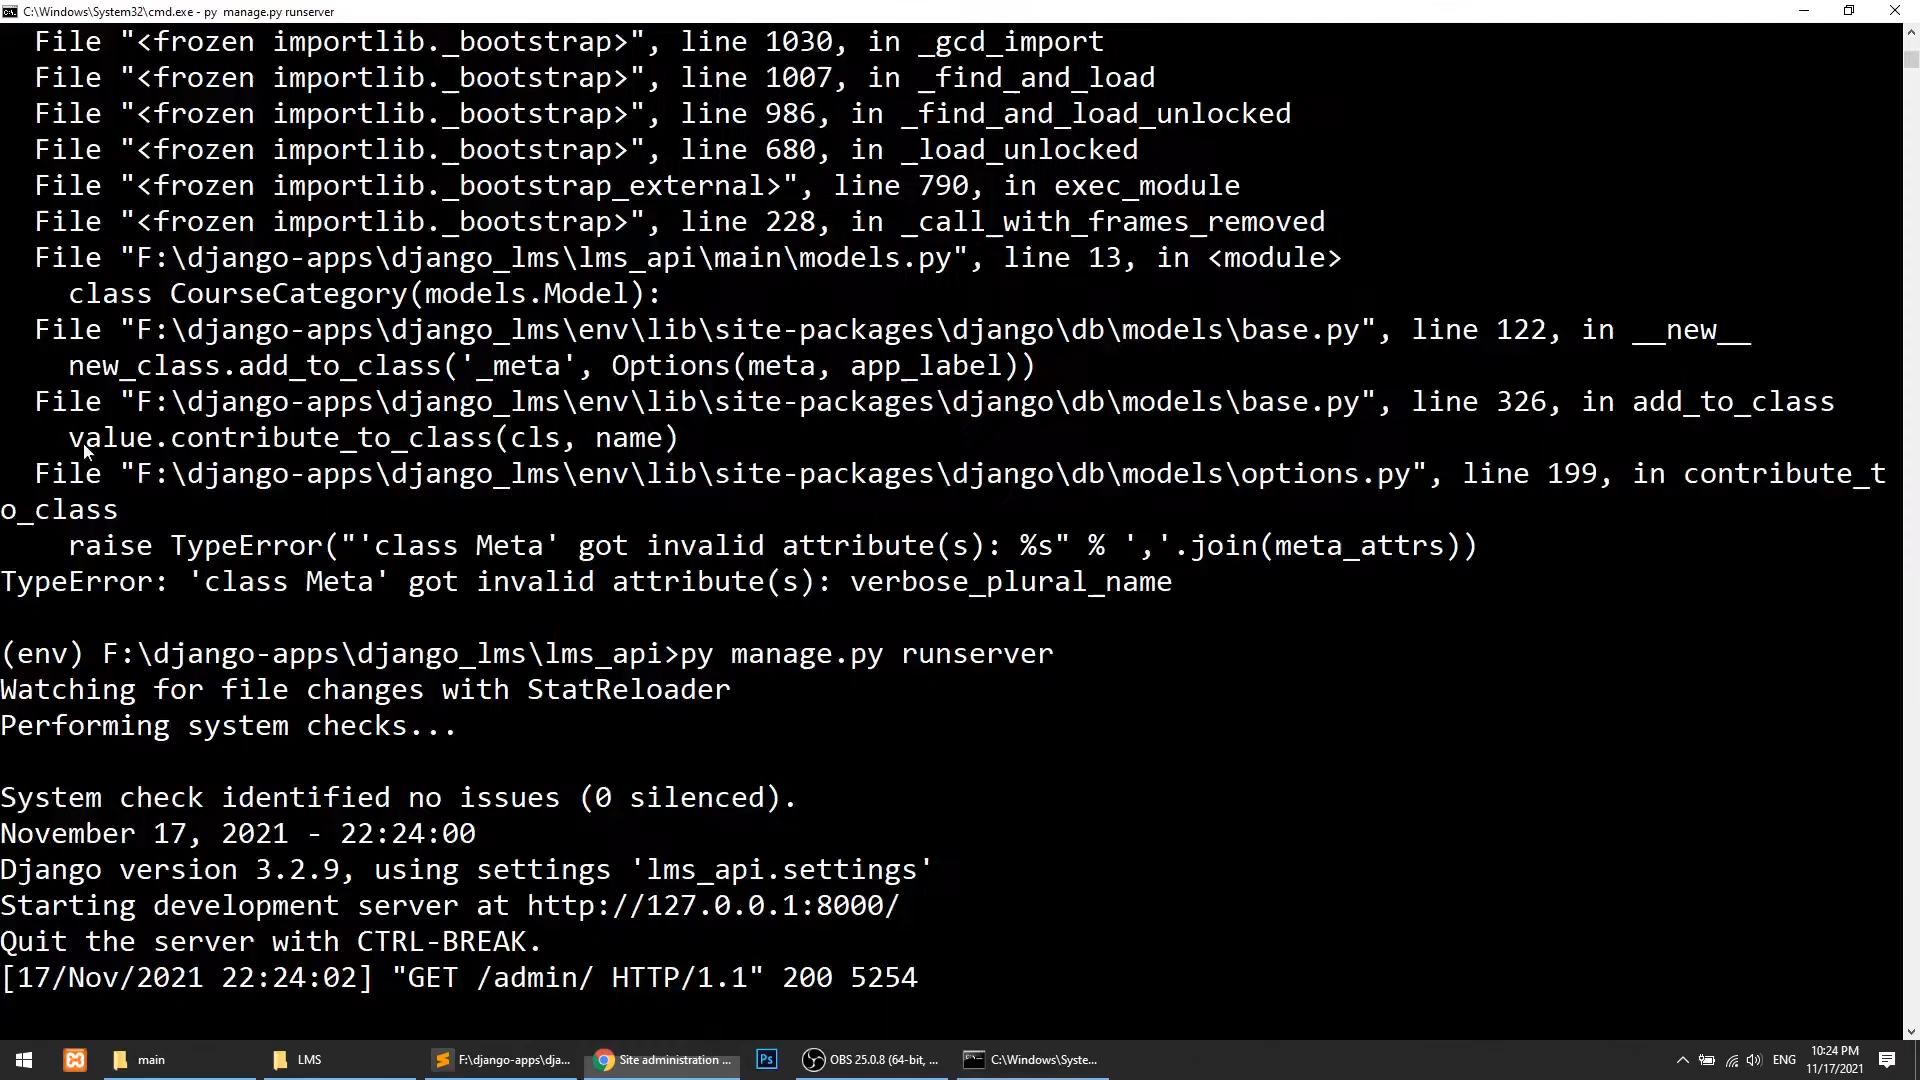 C:\Windows\System32\cmd.exe - py  manage.py runserver
  File "<frozen importlib._bootstrap>", line 1030, in _gcd_import
  File "<frozen importlib._bootstrap>", line 1007, in _find_and_load
  File "<frozen importlib._bootstrap>", line 986, in _find_and_load_unlocked
  File "<frozen importlib._bootstrap>", line 680, in _load_unlocked
  File "<frozen importlib._bootstrap_external>", line 790, in exec_module
  File "<frozen importlib._bootstrap>", line 228, in _call_with_frames_removed
  File "F:\django-apps\django_lms\lms_api\main\models.py", line 13, in <module>
    class CourseCategory(models.Model):
  File "F:\django-apps\django_lms\env\lib\site-packages\django\db\models\base.py", line 122, in __new__
    new_class.add_to_class('_meta', Options(meta, app_label))
  File "F:\django-apps\django_lms\env\lib\site-packages\django\db\models\base.py", line 326, in add_to_class
    value.contribute_to_class(cls, name)
  File "F:\django-apps\django_lms\env\lib\site-packages\django\db\models\options.py", line 199, in contribute_t
o_class
    raise TypeError("'class Meta' got invalid attribute(s): %s" % ','.join(meta_attrs))
TypeError: 'class Meta' got invalid attribute(s): verbose_plural_name
(env) F:\django-apps\django_lms\lms_api>py manage.py runserver
Watching for file changes with StatReloader
Performing system checks...
System check identified no issues (0 silenced).
November 17, 2021 - 22:24:00
Django version 3.2.9, using settings 'lms_api.settings'
Starting development server at http://127.0.0.1:8000/
Quit the server with CTRL-BREAK.
[17/Nov/2021 22:24:02] "GET /admin/ HTTP/1.1" 200 5254
main
LMS
F:\django-apps\dja...
Site administration ...
Ps
OBS 25.0.8 (64-bit, ...
C:\Windows\Syste...
ENG
10:24 PM
11/17/2021